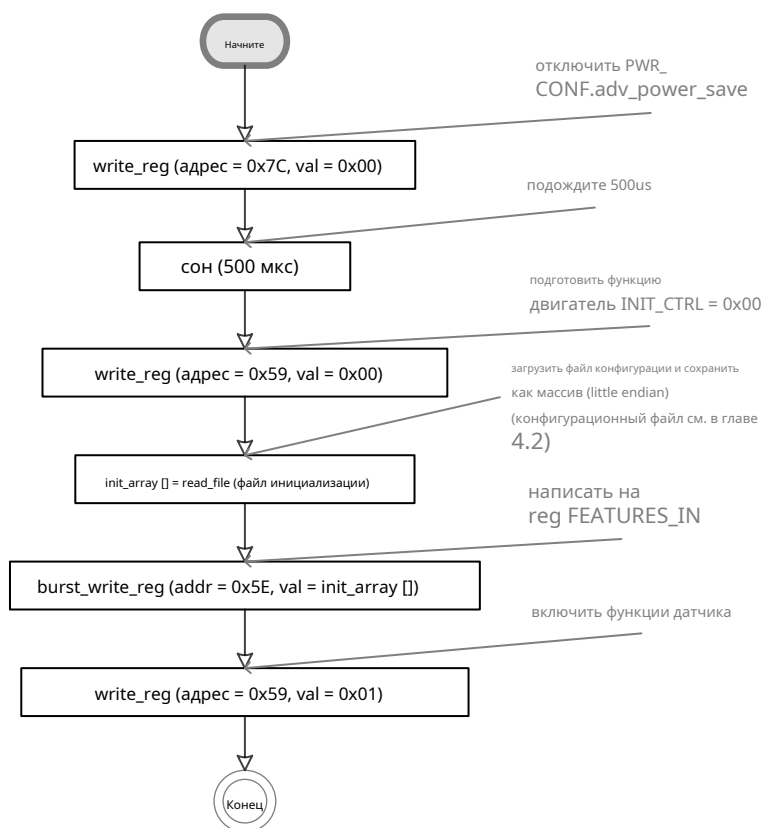 Начните
отключить PWR_
CONF.adv_power_save
write_reg (адрес = 0x7C, val = 0x00)
подождите 500us
сон (500 мкс)
подготовить функцию
двигатель INIT_CTRL = 0x00
write_reg (адрес = 0x59, val = 0x00)
загрузить файл конфигурации и сохранить
как массив (little endian)
(конфигурационный файл см. в главе
4.2)
init_array [] = read_file (файл инициализации)
написать на
reg FEATURES_IN
burst_write_reg (addr = 0x5E, val = init_array [])
включить функции датчика
write_reg (адрес = 0x59, val = 0x01)
Конец